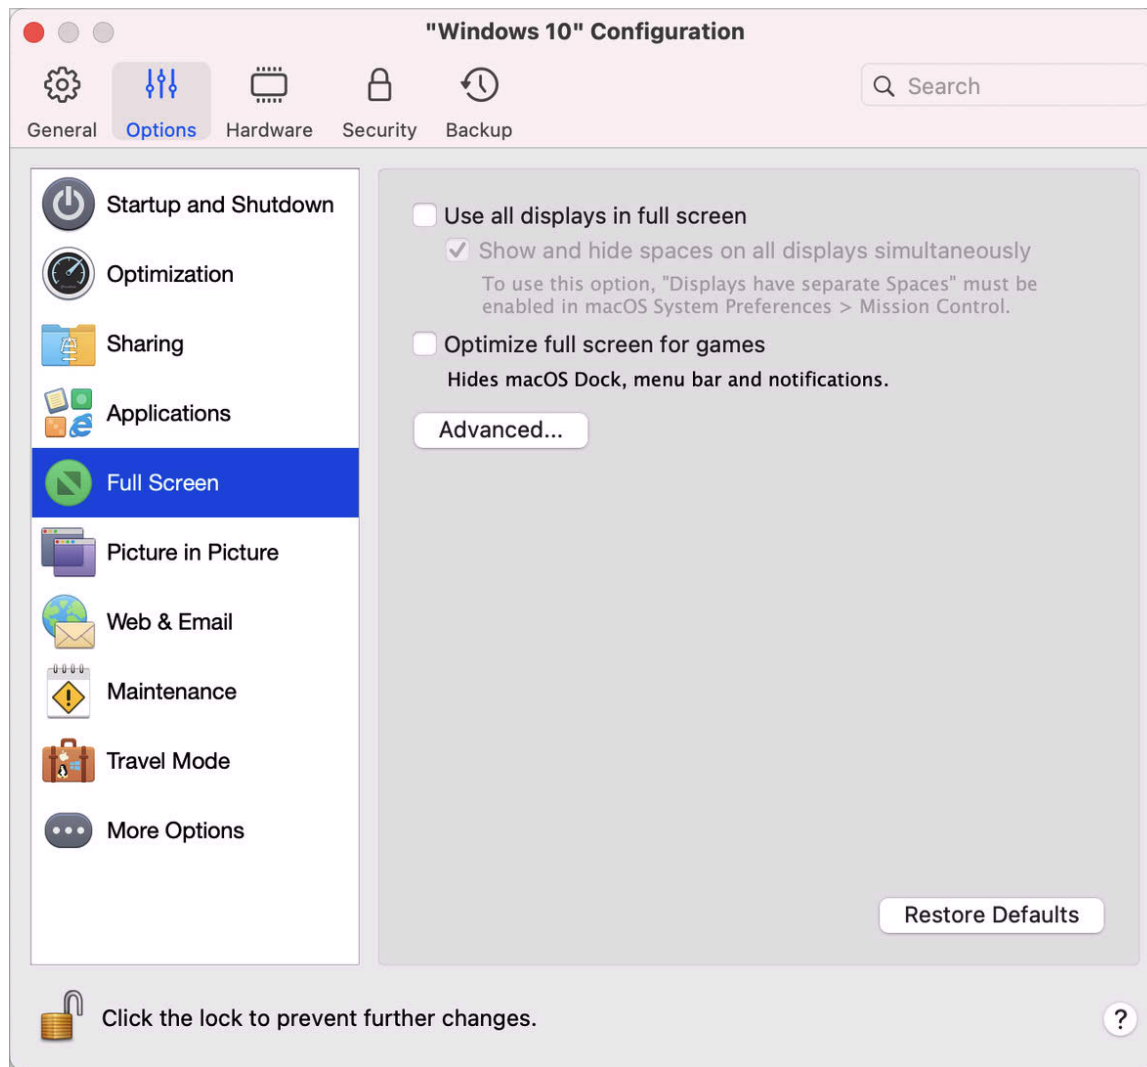 "Windows 10" Configuration
General
Options
Hardware
Security
Backup
Search
Startup and Shutdown
Optimization
Sharing
Applications
Full Screen
Picture in Picture
Web & Email
Maintenance
Travel Mode
More Options
Use all displays in full screen
Show and hide spaces on all displays simultaneously
To use this option, "Displays have separate Spaces" must be
enabled in macOS System Preferences > Mission Control.
Optimize full screen for games
Hides macOS Dock, menu bar and notifications.
Advanced...
Restore Defaults
Click the lock to prevent further changes.
?